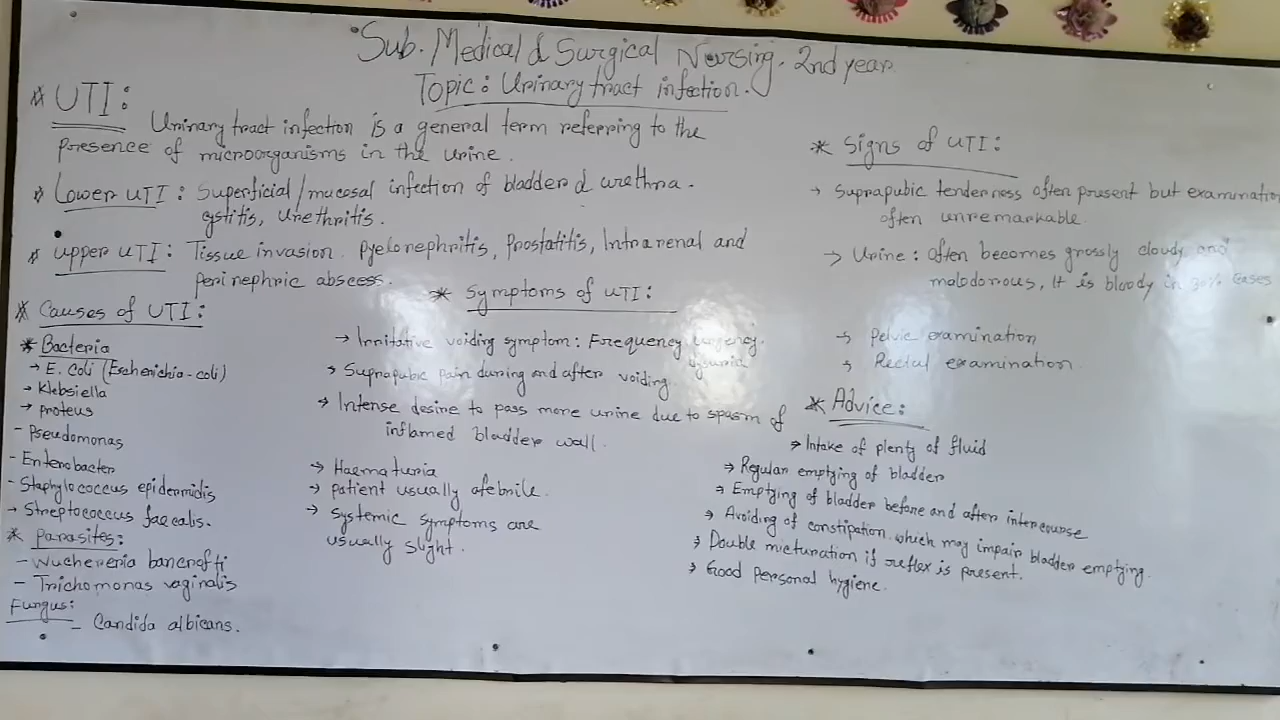 Sub. Medical & Surgical Nursing. 2nd year.
Topic: Urinary tract infection.
* UTI:
Urinary tract infection is a general term referring to the
presence of microorganisms in the urine.
* Lower UTI: Superficial/mucosal infection of bladder & urethra.
cystitis, Urethritis.
* upper UTI: Tissue invasion. Pyelonephritis, Prostatitis, Intrarenal and
perinephric abscess.
* Causes of UTI:
* Bacteria
→ E. Coli (Escherichia-coli)
→ Klebsiella
→ proteus
- Pseudomonas
- Enterobacter
- Staphylococcus epidermidis
→ Streptococcus faecalis.
* Parasites:
- Wuchereria bancrofti
- Trichomonas vaginalis
Fungus:
- Candida albicans.
* Symptoms of UTI:
→ Irritative voiding symptom: Frequency, urgency.
dysuria
→ Suprapubic pain during and after voiding.
→ Intense desire to pass more urine due to spasm of
inflamed bladder wall.
→ Haematuria
→ patient usually afebrile.
→ systemic symptoms are
usually slight.
* Signs of UTI:
→ Suprapubic tenderness often present but examination
often unremarkable.
→ Urine: often becomes grossly cloudy and
malodorous, It is bloody in 30% cases
→ Pelvic examination
→ Rectal examination.
* Advice:
→ Intake of plenty of fluid
→ Regular emptying of bladder
→ Emptying of bladder before and after intercourse
→ Avoiding of constipation which may impair bladder emptying.
→ Double micturation if reflex is present.
→ Good personal hygiene.